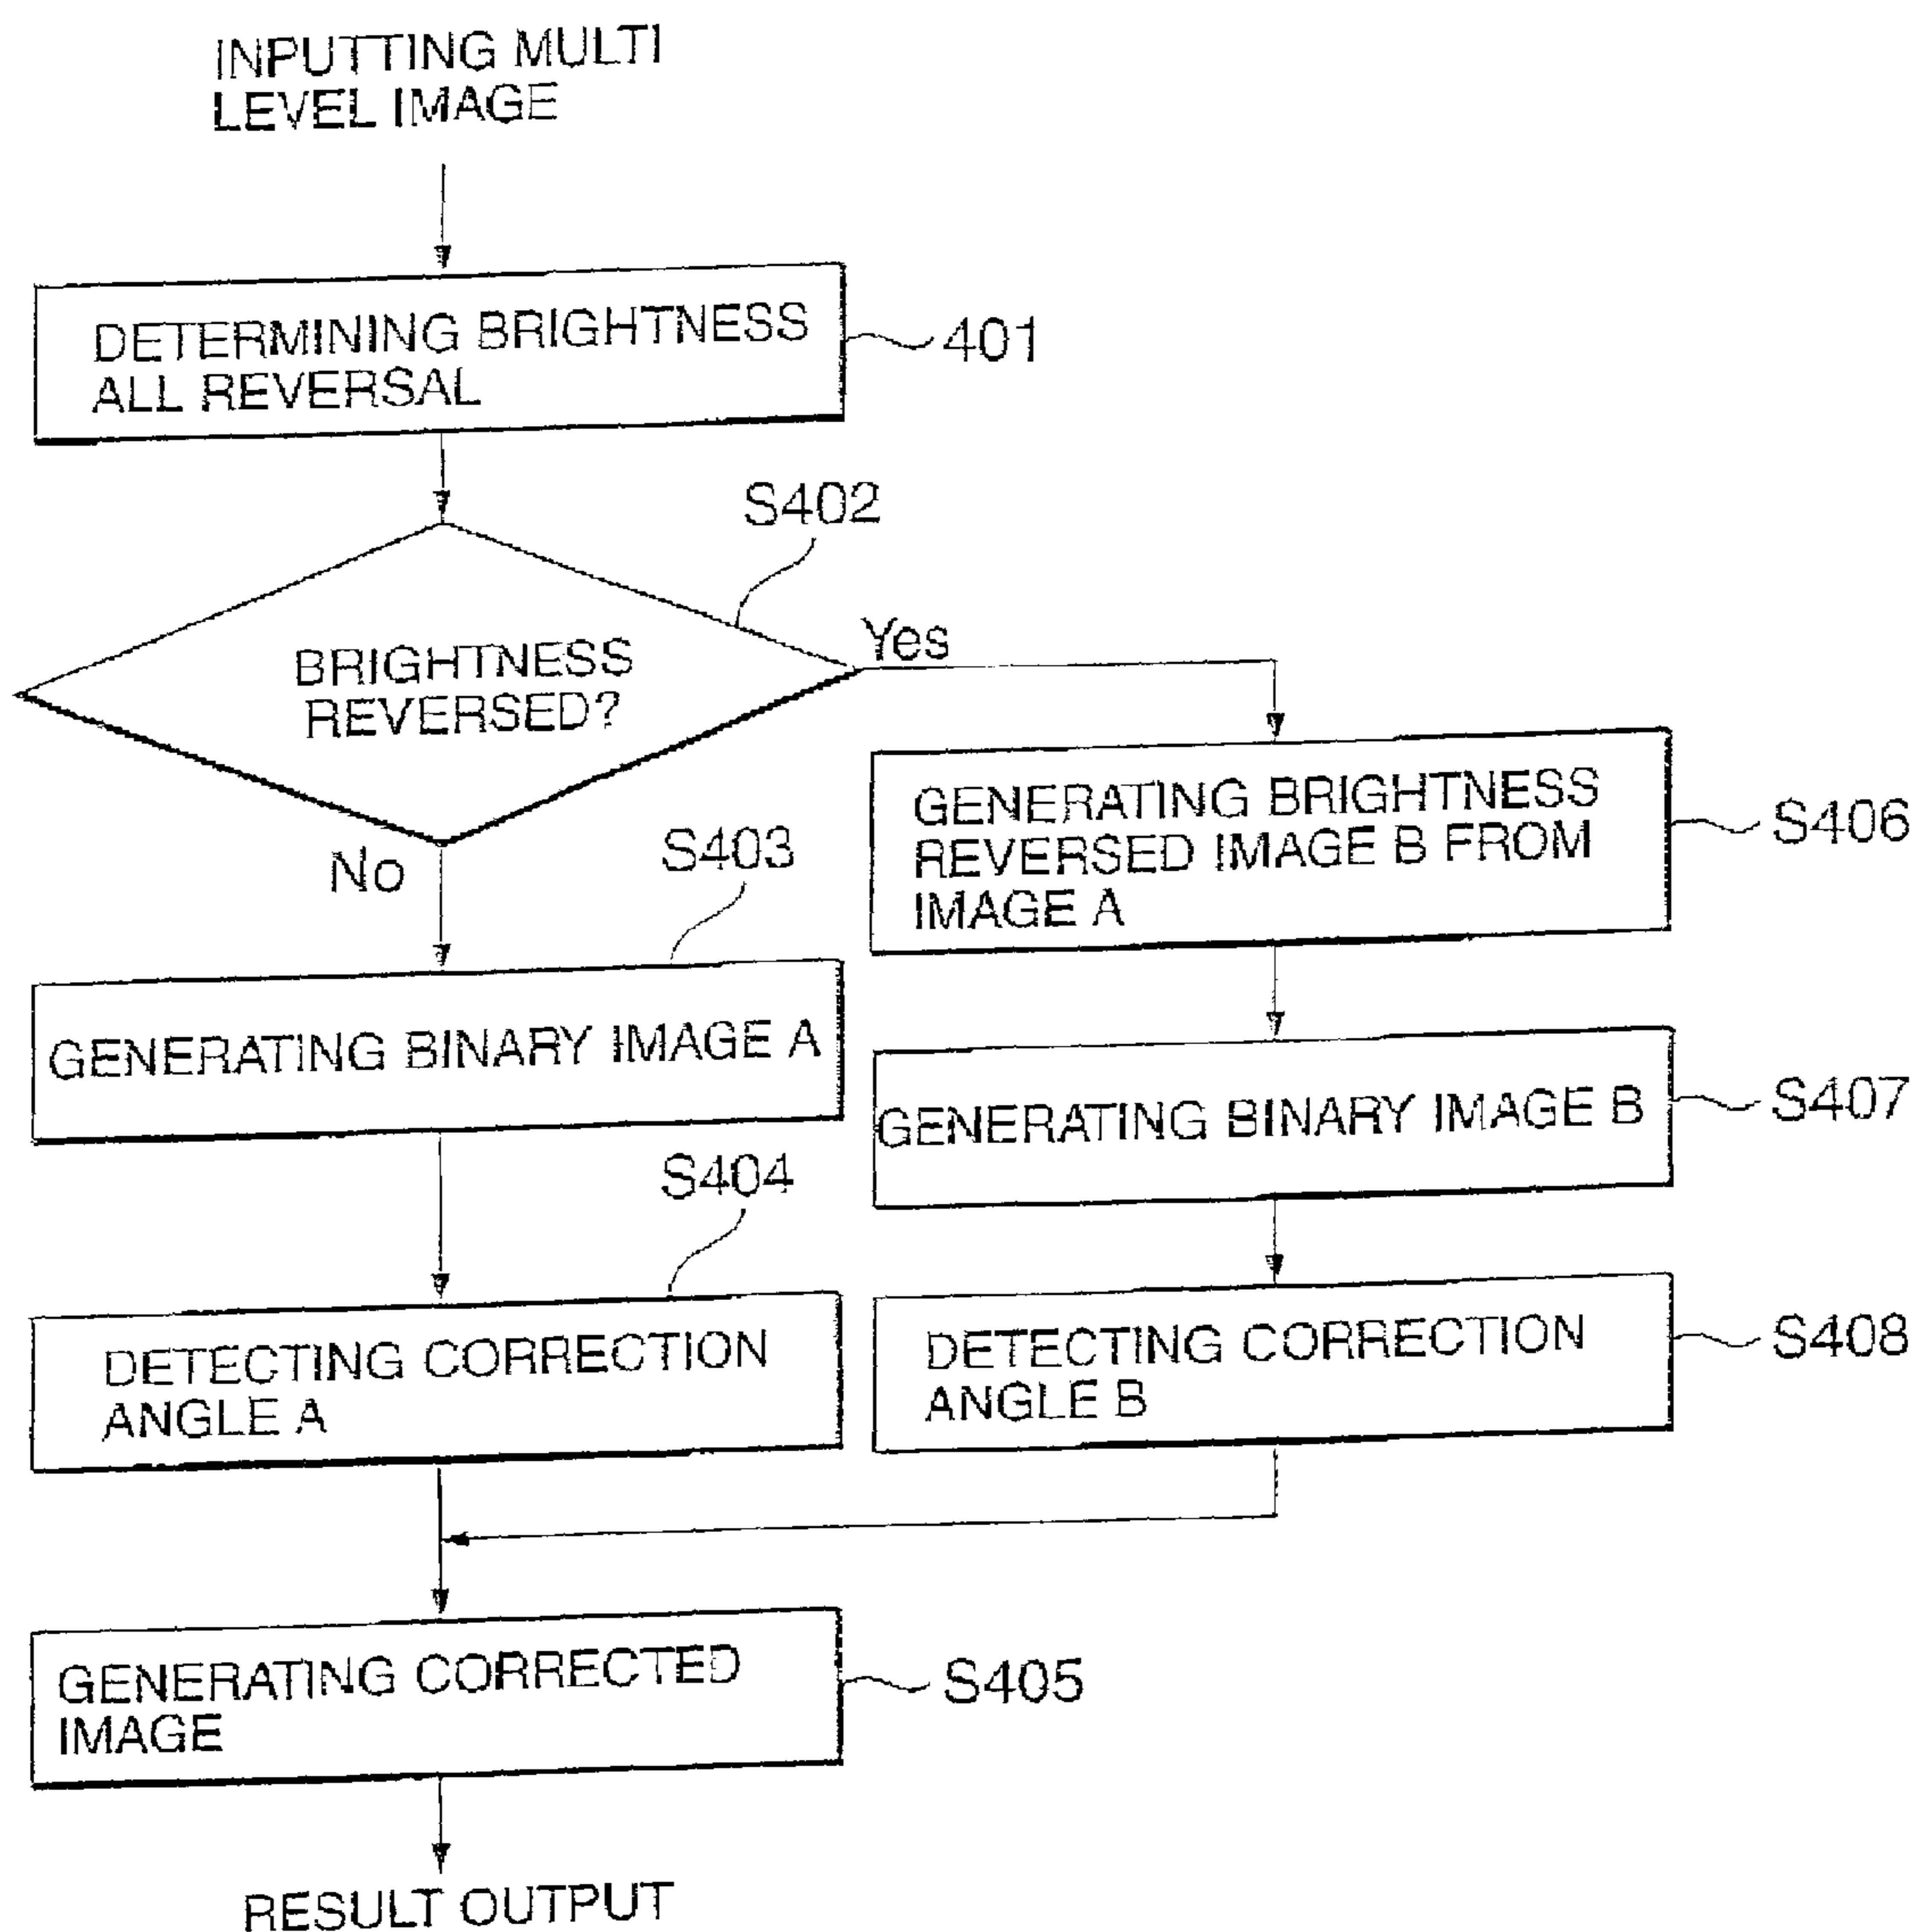 INPUTTING MULTI
LEVEL IMAGE
DETERMINING BRIGHTNESS
ALL REVERSAL
401
S402
BRIGHTNESS
REVERSED?
Yes
No
S403
GENERATING BINARY IMAGE A
S404
DETECTING CORRECTION
ANGLE A
GENERATING BRIGHTNESS
REVERSED IMAGE B FROM
IMAGE A
S406
GENERATING BINARY IMAGE B
S407
DETECTING CORRECTION
ANGLE B
S408
GENERATING CORRECTED
IMAGE
S405
RESULT OUTPUT